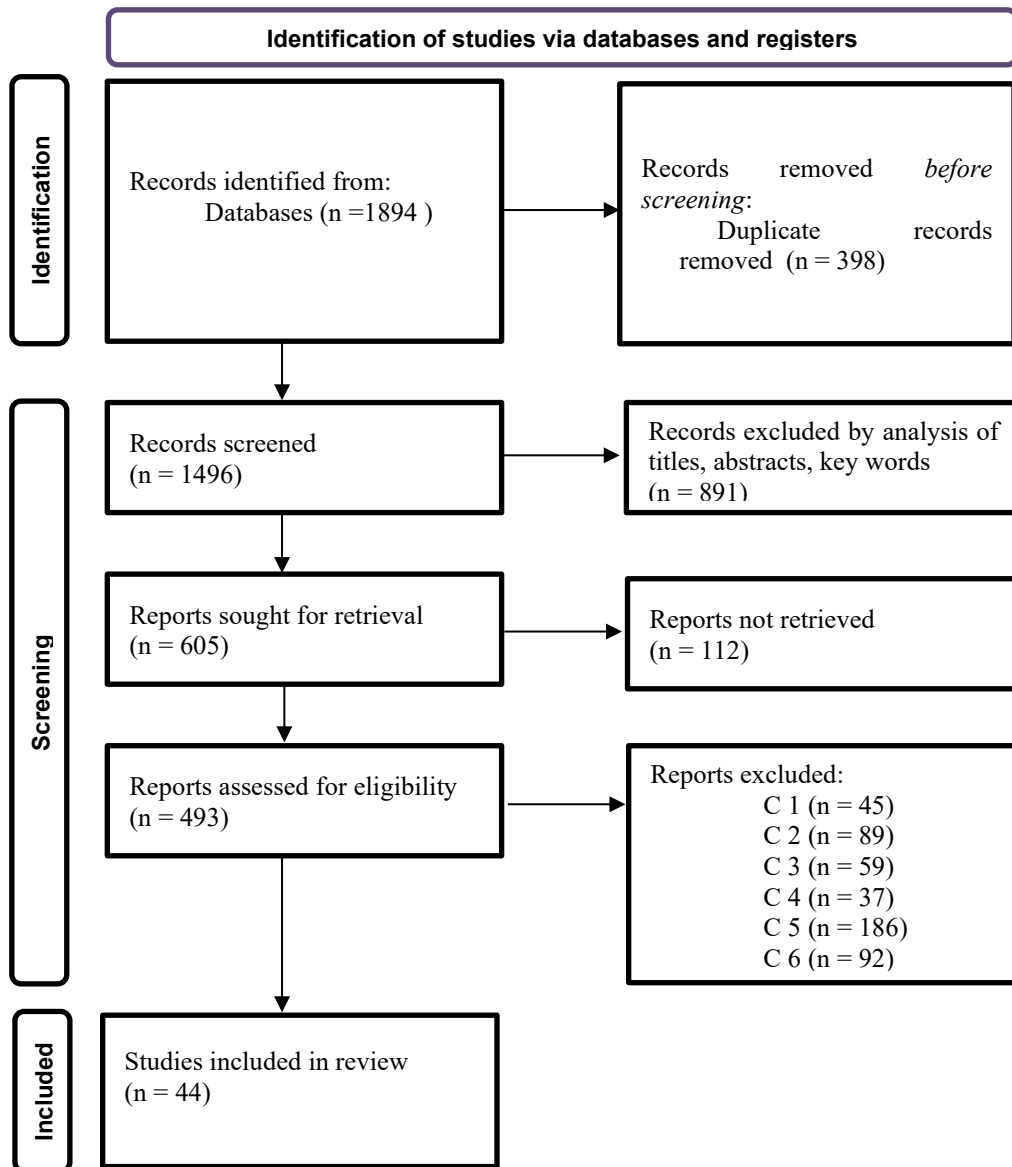 Identification of studies via databases and registers
Identification
Records identified from:
Databases (n =1894 )
Records removed before
screening:
Duplicate records
removed (n = 398)
Screening
Records screened
(n = 1496)
Records excluded by analysis of
titles, abstracts, key words
(n = 891)
Reports sought for retrieval
(n = 605)
Reports not retrieved
(n = 112)
Reports assessed for eligibility
(n = 493)
Reports excluded:
C 1 (n = 45)
C 2 (n = 89)
C 3 (n = 59)
C 4 (n = 37)
C 5 (n = 186)
C 6 (n = 92)
Included
Studies included in review
(n = 44)